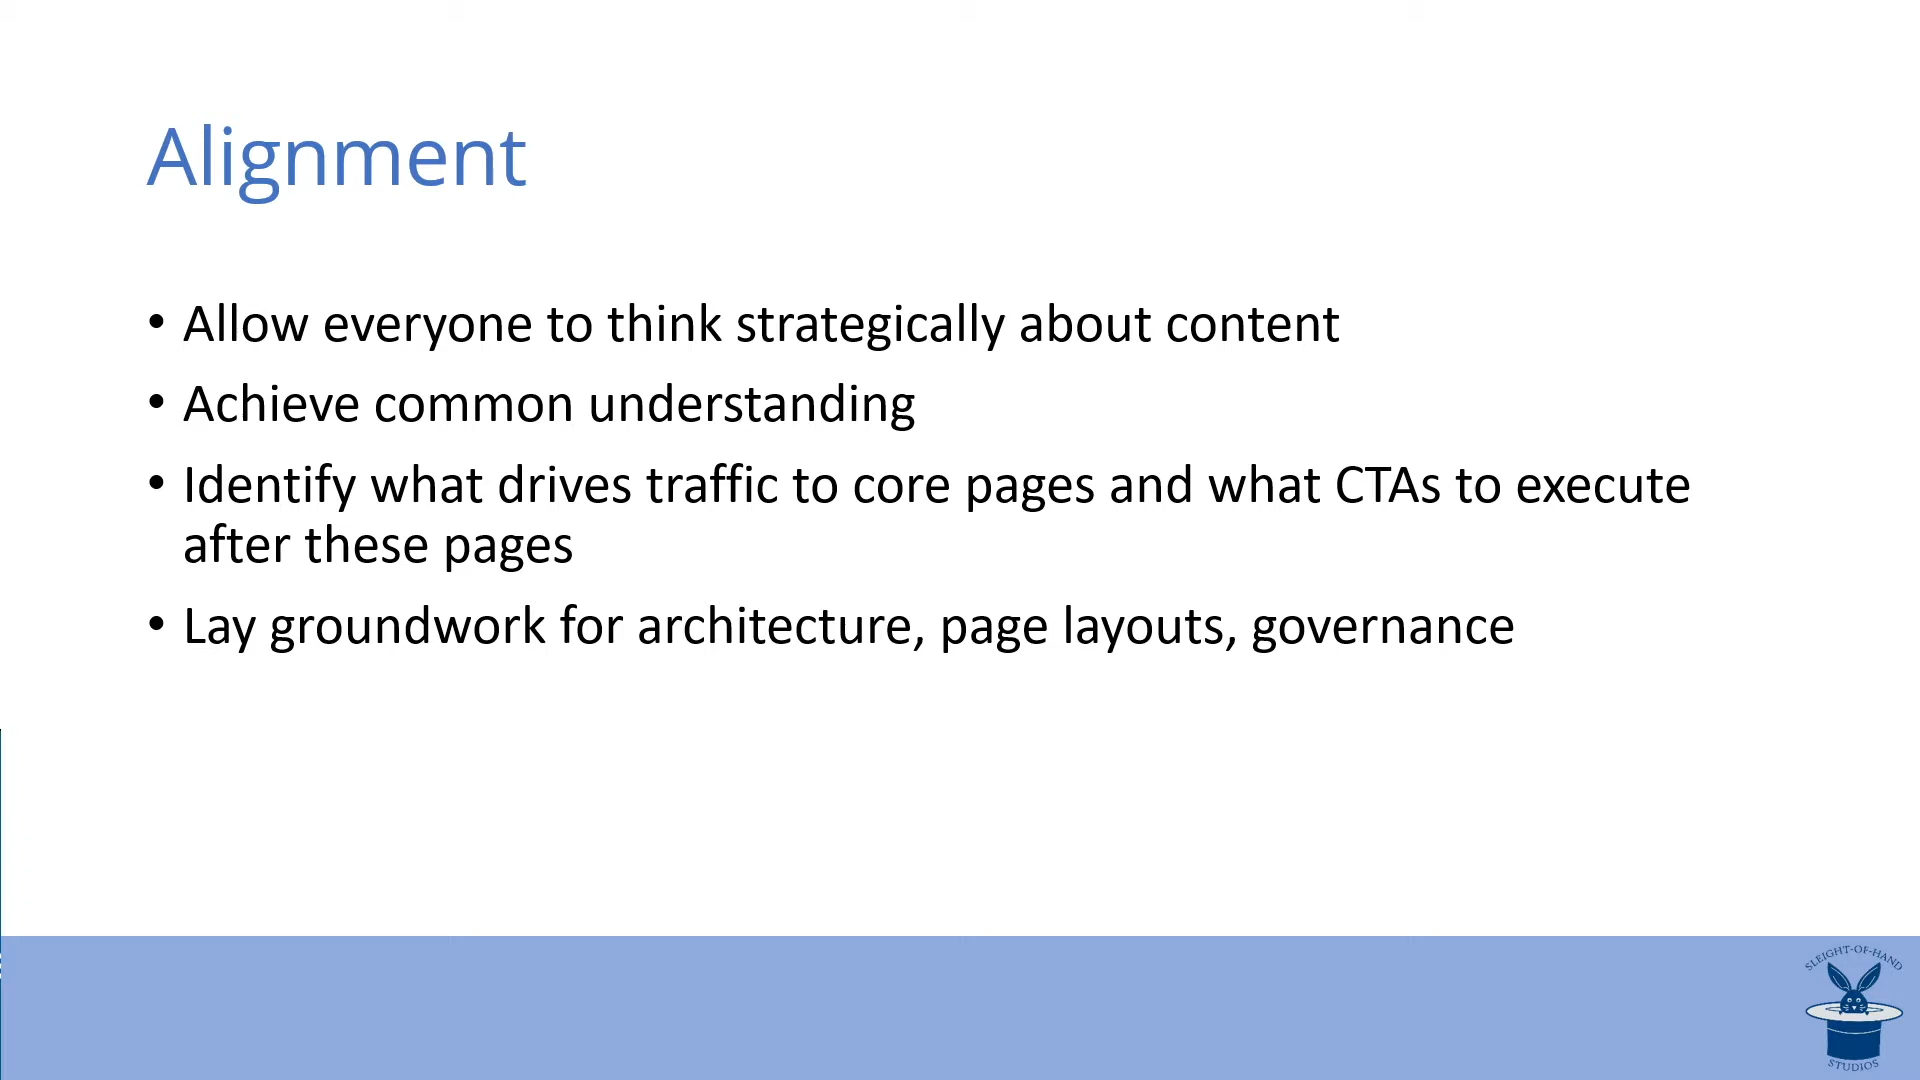 Alignment
• Allow everyone to think strategically about content
• Achieve common understanding
• Identify what drives traffic to core pages and what CTAs to execute
after these pages
• Lay groundwork for architecture, page layouts, governance
SLEIGHT-OF-HAND
STUDIOS